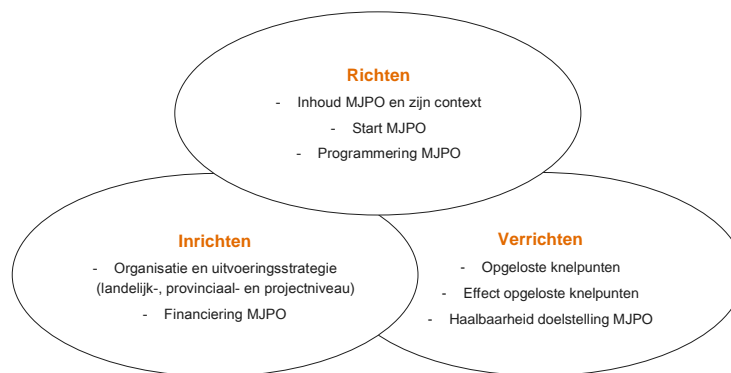 Richten
- Inhoud MJPO en zijn context
- Start MJPO
- Programmering MJPO
Inrichten
- Organisatie en uitvoeringsstrategie
(landelijk-, provinciaal- en projectniveau)
- Financiering MJPO
Verrichten
- Opgeloste knelpunten
- Effect opgeloste knelpunten
- Haalbaarheid doelstelling MJPO